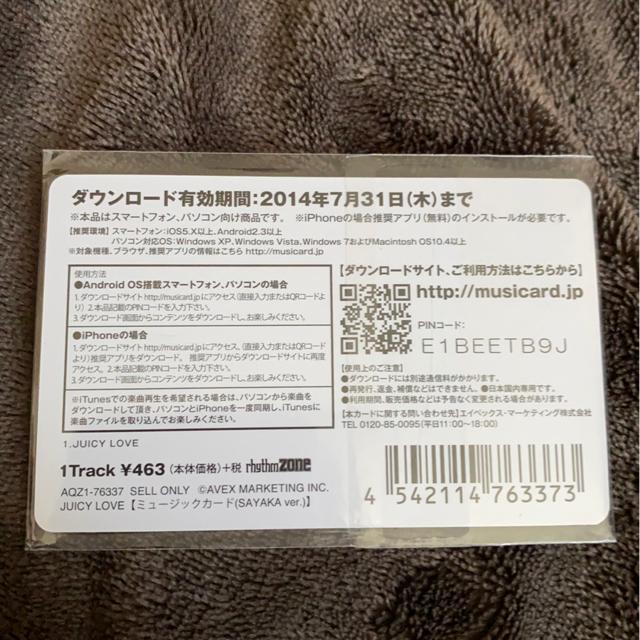 ダウンロード有効期間:2014年7月31日(木)まで
※本品はスマートフォン、パソコン向け商品です。 ※iPhoneの場合推奨アプリ(無料)のインストールが必要です。
【推奨環境】スマートフォン:iOS5.X以上、Android2.3以上
パソコン対応OS:Windows XP、Windows Vista、Windows 7およびMacintosh OS10.4以上
※対象機種、ブラウザ、推奨アプリの情報はこちら http://musicard.jp
使用方法
●Android OS搭載スマートフォン、パソコンの場合
1.ダウンロードサイト http://musicard.jp にアクセス(直接入力またはQRコードよ
り) 2.本品記載のPINコードを入力下さい。
3.ダウンロード画面からコンテンツをダウンロードし、お楽しみください。
●iPhoneの場合
1.ダウンロードサイト http://musicard.jp にアクセス、(直接入力またはQRコード
より)推奨アプリをダウンロード。 推奨アプリからダウンロードサイトに再度
アクセス。2.本品記載のPINコードを入力下さい。
3.ダウンロード画面からコンテンツをダウンロードし、お楽しみください。
※iTunesでの楽曲再生を希望される場合は、パソコンから楽曲を
ダウンロードして頂き、パソコンとiPhoneを一度同期し、iTunesに
楽曲ファイルを取り込んでお楽しみください。
【ダウンロードサイト、ご利用方法はこちらから】
http://musicard.jp
PINコード:
E1BEETB9J
【使用上のご注意】
●ダウンロードには別途通信料がかかります。
●再発行、返金、補償などはできません。●日本国内専用です。
●利用期間、販売価格などは予告なく変更される場合があります。
【本カードに関する問い合わせ先】エイベックス・マーケティング株式会社
TEL 0120-85-0095(平日11:00〜18:00)
1.JUICY LOVE
1Track ¥463(本体価格)+税 rhythmzone
AQZ1-76337 SELL ONLY ©AVEX MARKETING INC.
JUICY LOVE【ミュージックカード(SAYAKA ver.)】
4 542114 763373